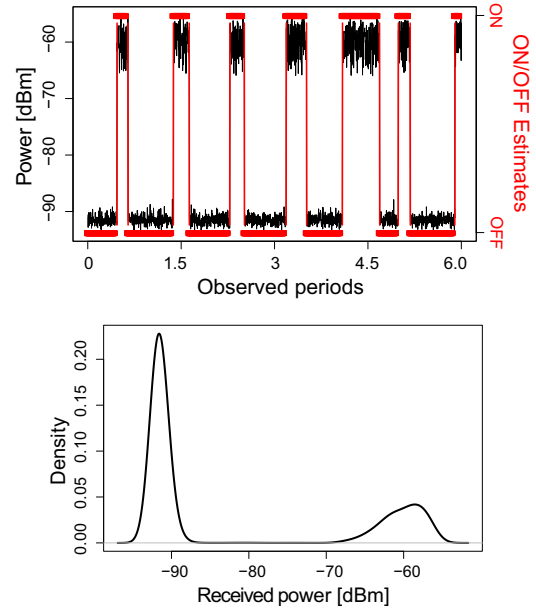 −60
−70
−80
−90
Power [dBm]
ON
OFF
ON/OFF Estimates
0 1.5 3 4.5 6.0
Observed periods
0.20
0.15
0.10
0.05
0.00
Density
−90 −80 −70 −60
Received power [dBm]